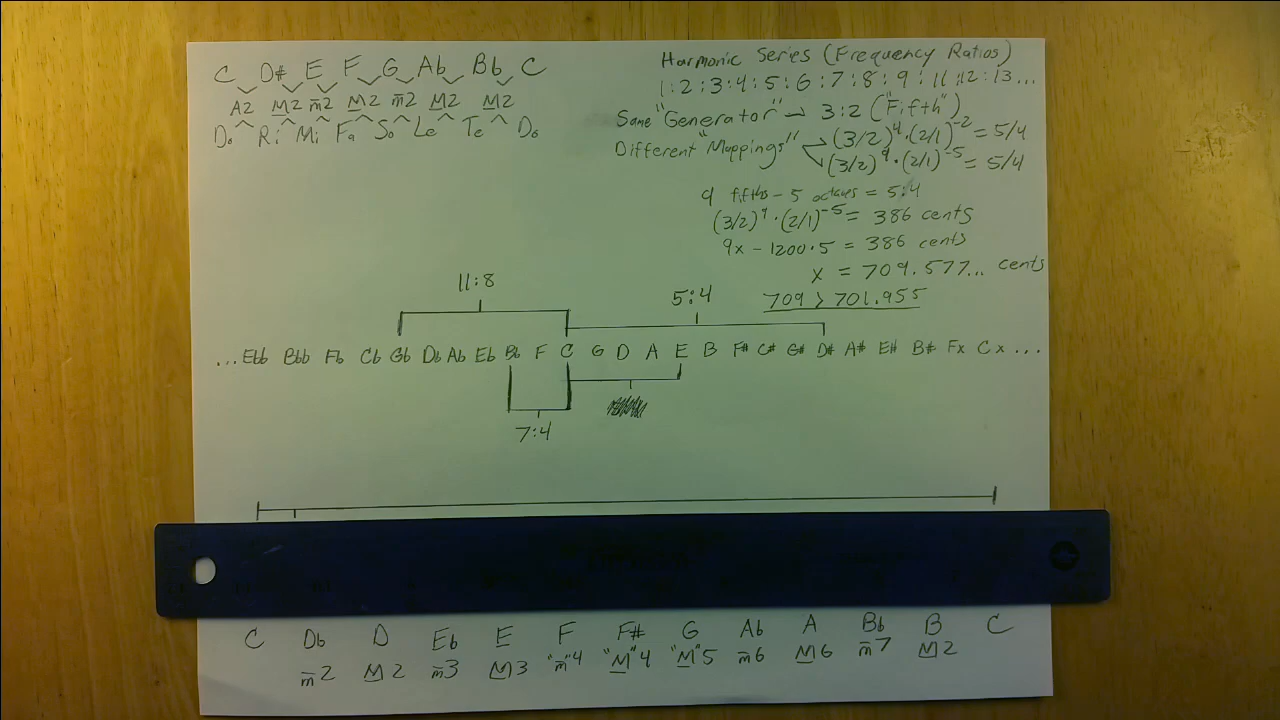 C D# E F G Ab Bb C
A2 M2 m2 M2 m2 M2 M2
Do Ri Mi Fa So Le Te Do
Harmonic Series (Frequency Ratios)
1:2:3:4:5:6:7:8:9:11:12:13...
Same "Generator" → 3:2 ("Fifth")
Different "Mappings" (3/2)^4 · (2/1)^-2 = 5/4
(3/2)^9 · (2/1)^-5 = 5/4
9 fifths - 5 octaves = 5:4
(3/2)^9 · (2/1)^-5 = 386 cents
9x - 1200·5 = 386 cents
x = 709.577... cents
709 > 701.955
11:8
5:4
...Ebb Bbb Fb Cb Gb Db Ab Eb Bb F C G D A E B F# C# G# D# A# E# B# Fx Cx...
7:4
C Db D Eb E F F# G Ab A Bb B C
m2 M2 m3 M3 "m"4 "M"4 "M"5 m6 M6 m7 M2